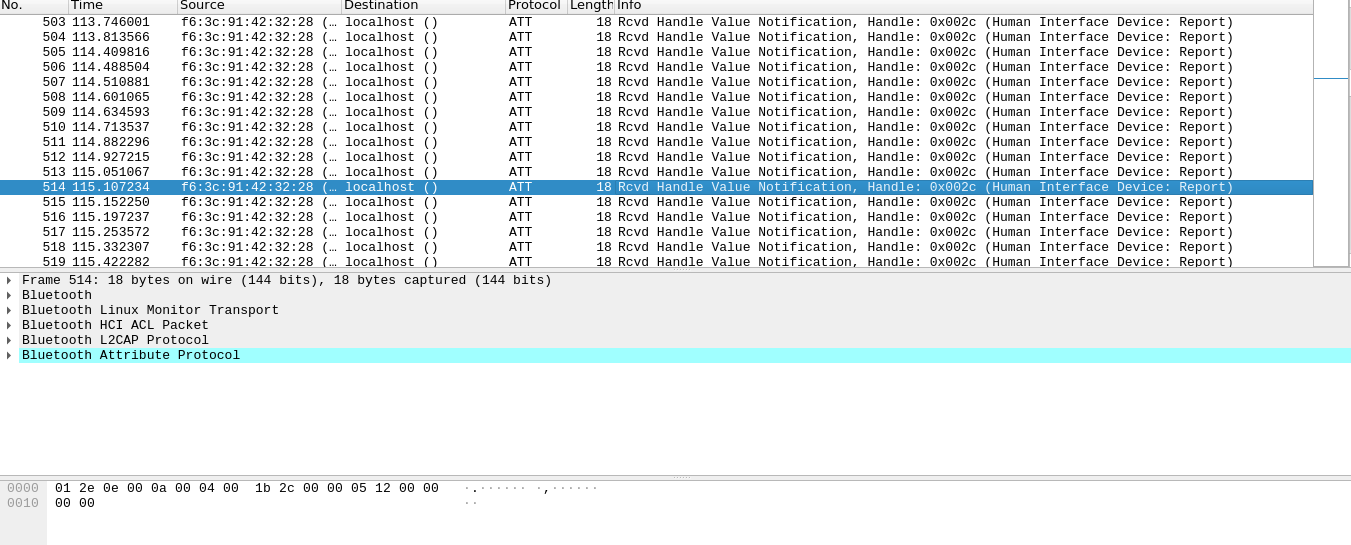 No. Time Source Destination Protocol Length Info
503 113.746001 f6:3c:91:42:32:28 (… localhost () ATT 18 Rcvd Handle Value Notification, Handle: 0x002c (Human Interface Device: Report)
504 113.813566 f6:3c:91:42:32:28 (… localhost () ATT 18 Rcvd Handle Value Notification, Handle: 0x002c (Human Interface Device: Report)
505 114.409816 f6:3c:91:42:32:28 (… localhost () ATT 18 Rcvd Handle Value Notification, Handle: 0x002c (Human Interface Device: Report)
506 114.488504 f6:3c:91:42:32:28 (… localhost () ATT 18 Rcvd Handle Value Notification, Handle: 0x002c (Human Interface Device: Report)
507 114.510881 f6:3c:91:42:32:28 (… localhost () ATT 18 Rcvd Handle Value Notification, Handle: 0x002c (Human Interface Device: Report)
508 114.601065 f6:3c:91:42:32:28 (… localhost () ATT 18 Rcvd Handle Value Notification, Handle: 0x002c (Human Interface Device: Report)
509 114.634593 f6:3c:91:42:32:28 (… localhost () ATT 18 Rcvd Handle Value Notification, Handle: 0x002c (Human Interface Device: Report)
510 114.713537 f6:3c:91:42:32:28 (… localhost () ATT 18 Rcvd Handle Value Notification, Handle: 0x002c (Human Interface Device: Report)
511 114.882296 f6:3c:91:42:32:28 (… localhost () ATT 18 Rcvd Handle Value Notification, Handle: 0x002c (Human Interface Device: Report)
512 114.927215 f6:3c:91:42:32:28 (… localhost () ATT 18 Rcvd Handle Value Notification, Handle: 0x002c (Human Interface Device: Report)
513 115.051067 f6:3c:91:42:32:28 (… localhost () ATT 18 Rcvd Handle Value Notification, Handle: 0x002c (Human Interface Device: Report)
514 115.107234 f6:3c:91:42:32:28 (… localhost () ATT 18 Rcvd Handle Value Notification, Handle: 0x002c (Human Interface Device: Report)
515 115.152250 f6:3c:91:42:32:28 (… localhost () ATT 18 Rcvd Handle Value Notification, Handle: 0x002c (Human Interface Device: Report)
516 115.197237 f6:3c:91:42:32:28 (… localhost () ATT 18 Rcvd Handle Value Notification, Handle: 0x002c (Human Interface Device: Report)
517 115.253572 f6:3c:91:42:32:28 (… localhost () ATT 18 Rcvd Handle Value Notification, Handle: 0x002c (Human Interface Device: Report)
518 115.332307 f6:3c:91:42:32:28 (… localhost () ATT 18 Rcvd Handle Value Notification, Handle: 0x002c (Human Interface Device: Report)
519 115.422282 f6:3c:91:42:32:28 (… localhost () ATT 18 Rcvd Handle Value Notification, Handle: 0x002c (Human Interface Device: Report)
Frame 514: 18 bytes on wire (144 bits), 18 bytes captured (144 bits)
Bluetooth
Bluetooth Linux Monitor Transport
Bluetooth HCI ACL Packet
Bluetooth L2CAP Protocol
Bluetooth Attribute Protocol
0000 01 2e 0e 00 0a 00 04 00 1b 2c 00 00 05 12 00 00 ·.······ ·,······
0010 00 00 ··